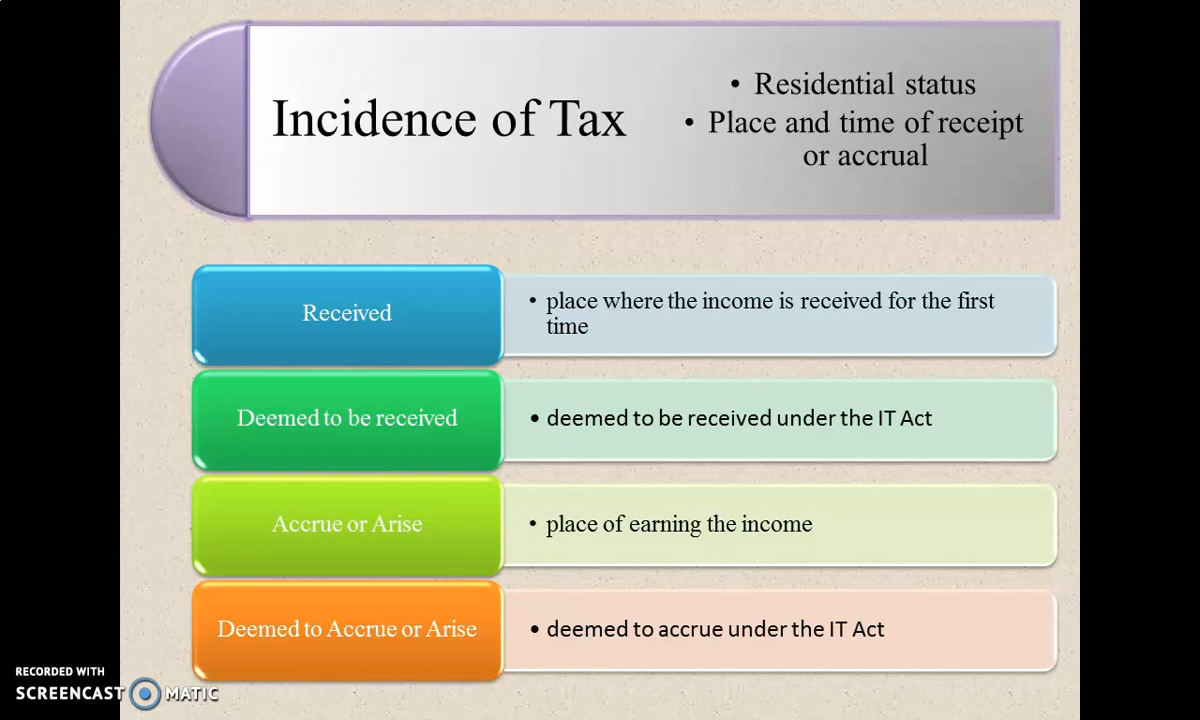 Incidence of Tax
• Residential status
• Place and time of receipt
or accrual
Received
• place where the income is received for the first
time
Deemed to be received
• deemed to be received under the IT Act
Accrue or Arise
• place of earning the income
Deemed to Accrue or Arise
• deemed to accrue under the IT Act
RECORDED WITH
SCREENCAST MATIC